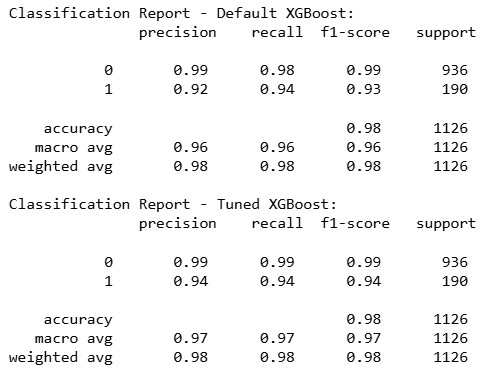 Classification Report - Default XGBoost:
precision recall f1-score support
0 0.99 0.98 0.99 936
1 0.92 0.94 0.93 190
accuracy 0.98 1126
macro avg 0.96 0.96 0.96 1126
weighted avg 0.98 0.98 0.98 1126
Classification Report - Tuned XGBoost:
precision recall f1-score support
0 0.99 0.99 0.99 936
1 0.94 0.94 0.94 190
accuracy 0.98 1126
macro avg 0.97 0.97 0.97 1126
weighted avg 0.98 0.98 0.98 1126